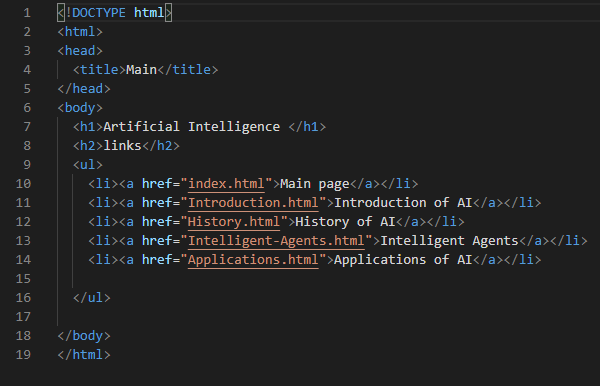 1 <!DOCTYPE html>
2 <html>
3 <head>
4   <title>Main</title>
5 </head>
6 <body>
7   <h1>Artificial Intelligence </h1>
8   <h2>links</h2>
9   <ul>
10     <li><a href="index.html">Main page</a></li>
11     <li><a href="Introduction.html">Introduction of AI</a></li>
12     <li><a href="History.html">History of AI</a></li>
13     <li><a href="Intelligent-Agents.html">Intelligent Agents</a></li>
14     <li><a href="Applications.html">Applications of AI</a></li>
15
16   </ul>
17
18 </body>
19 </html>